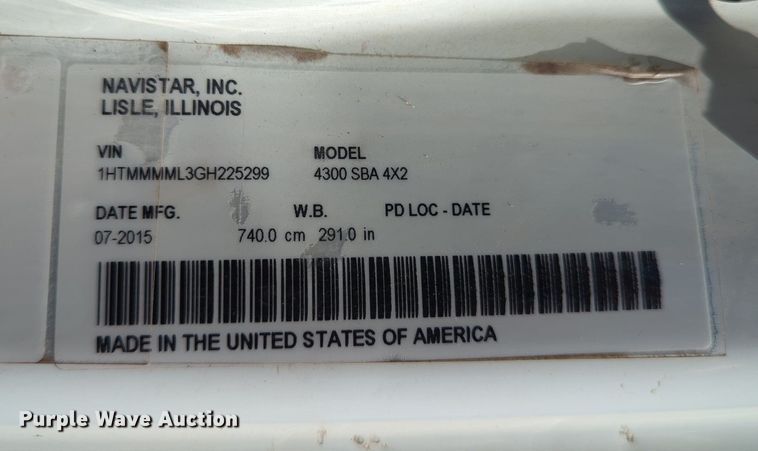 NAVISTAR, INC.
LISLE, ILLINOIS
VIN MODEL
1HTMMMML3GH225299 4300 SBA 4X2
DATE MFG. W.B. PD LOC - DATE
07-2015 740.0 cm 291.0 in
MADE IN THE UNITED STATES OF AMERICA
Purple Wave Auction